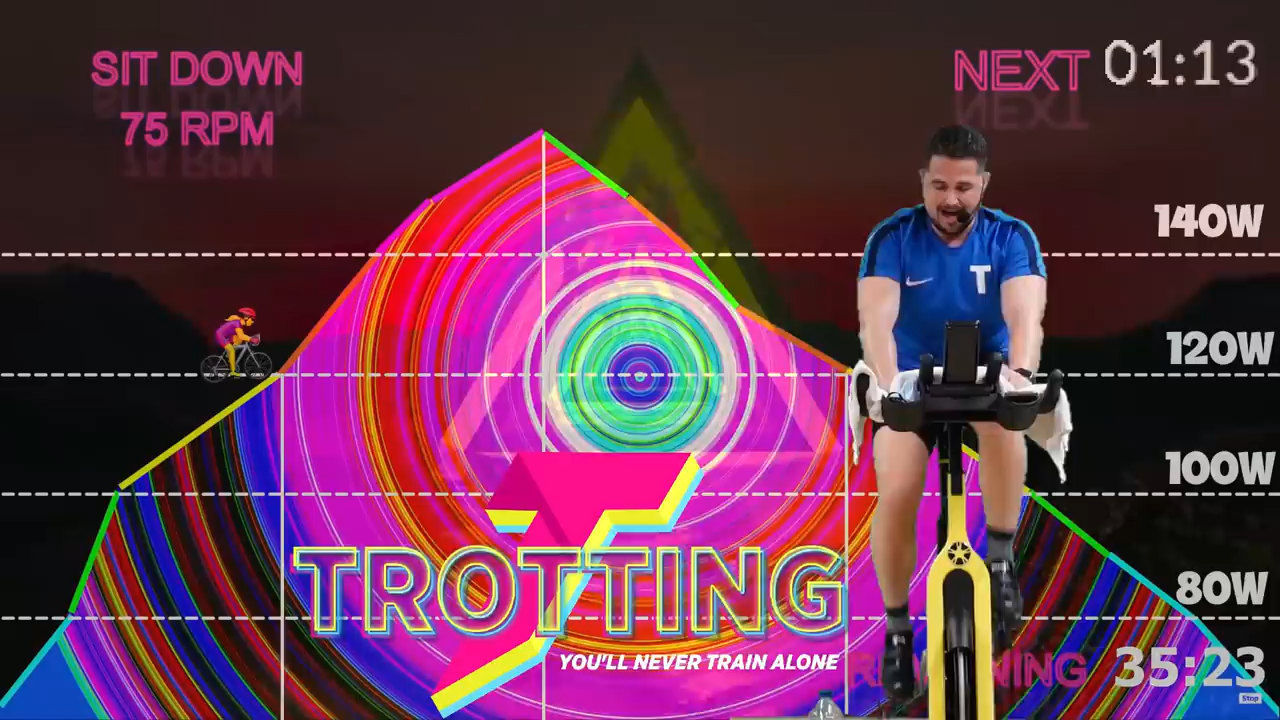 SIT DOWN
75 RPM
NEXT 01:13
140W
120W
100W
80W
T
TROTTING
YOU'LL NEVER TRAIN ALONE
35:23
Stop